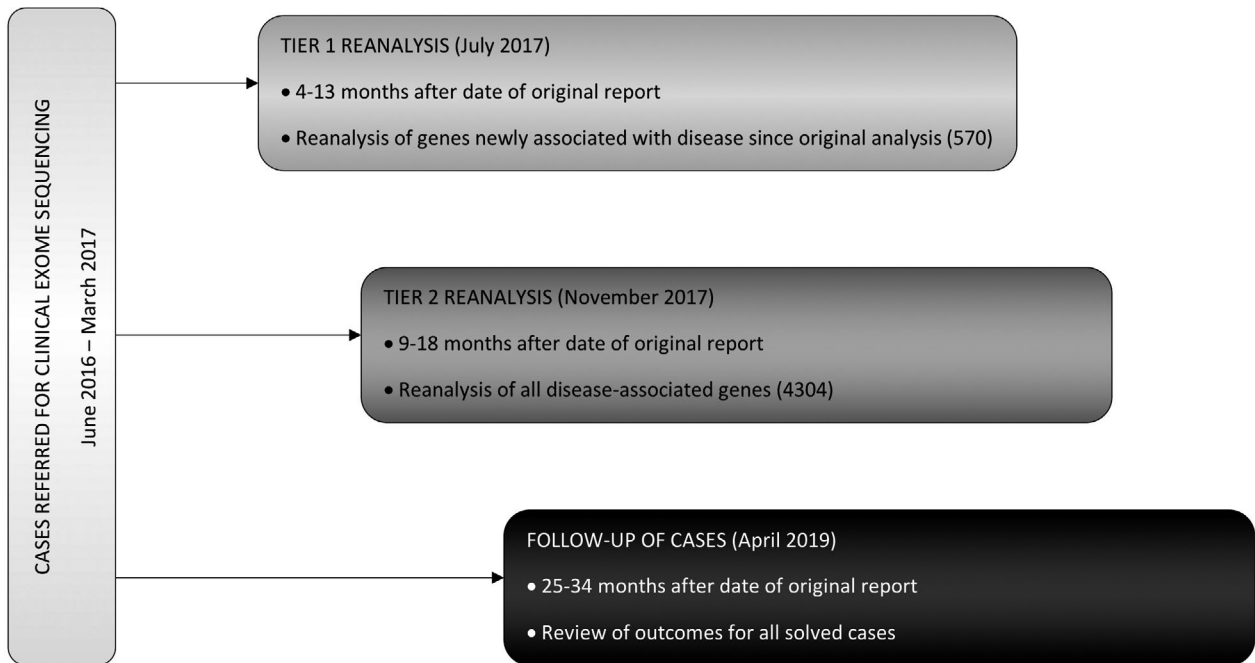 CASES REFERRED FOR CLINICAL EXOME SEQUENCING
June 2016 – March 2017
TIER 1 REANALYSIS (July 2017)
• 4-13 months after date of original report
• Reanalysis of genes newly associated with disease since original analysis (570)
TIER 2 REANALYSIS (November 2017)
• 9-18 months after date of original report
• Reanalysis of all disease-associated genes (4304)
FOLLOW-UP OF CASES (April 2019)
• 25-34 months after date of original report
• Review of outcomes for all solved cases